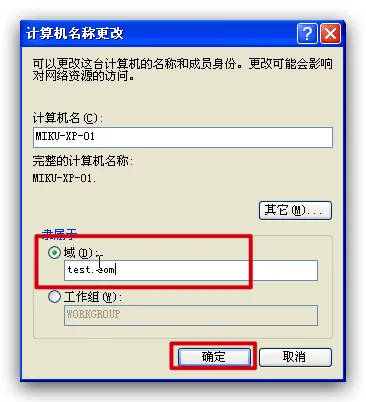 计算机名称更改
可以更改这台计算机的名称和成员身份。更改可能会影响
对网络资源的访问。
计算机名(C):
MIKU-XP-01
完整的计算机名称:
MIKU-XP-01.
其它(M)...
隶属于
域(D):
test.com
工作组(W):
WORKGROUP
确定
取消